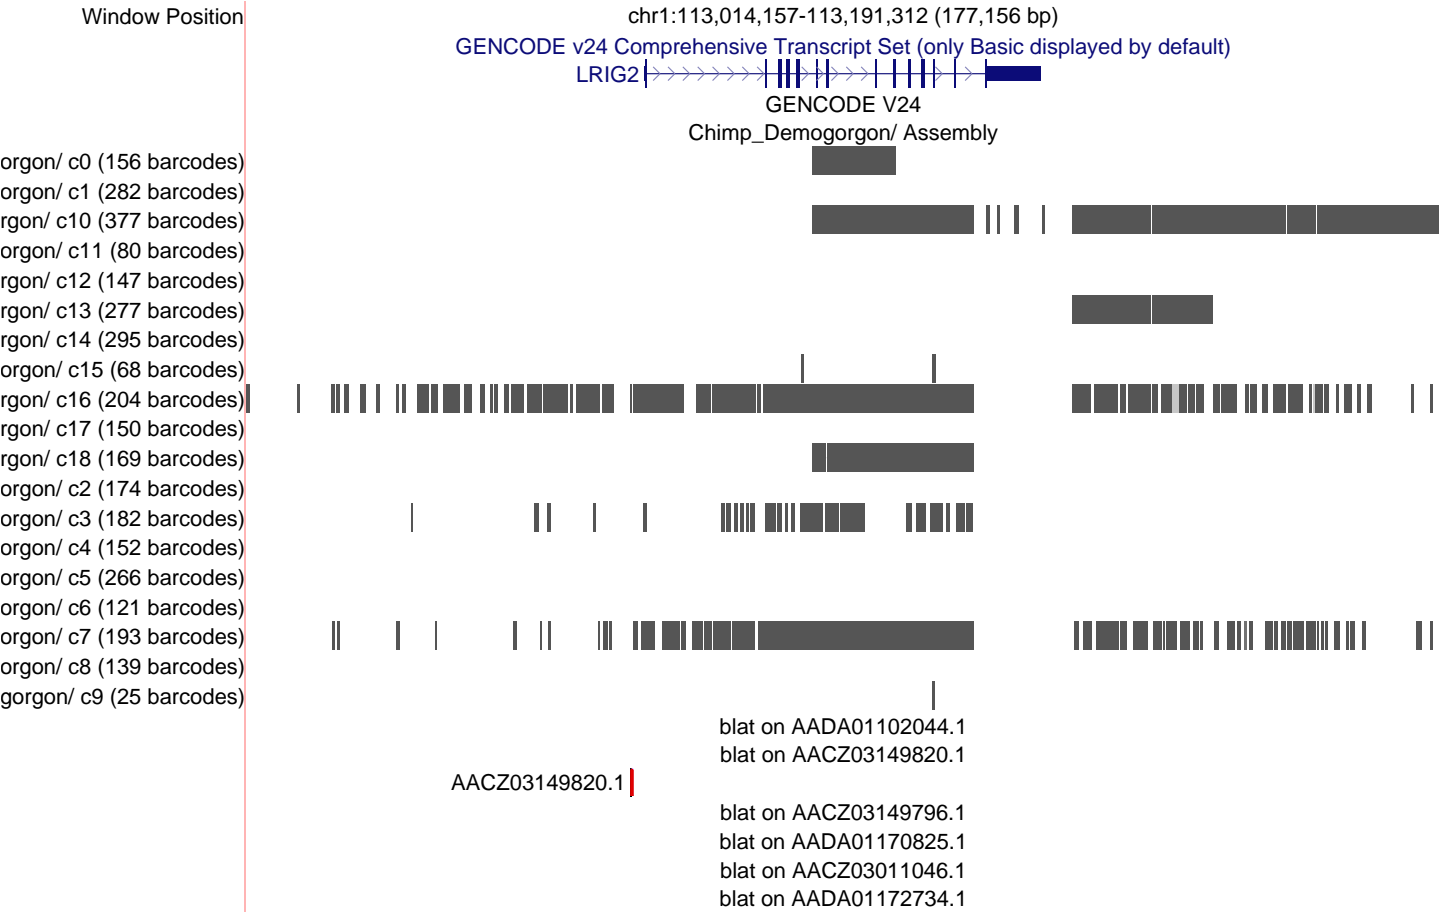 Window Position chr1:113,014,157-113,191,312 (177,156 bp)
GENCODE v24 Comprehensive Transcript Set (only Basic displayed by default)
LRIG2
GENCODE V24
Chimp_Demogorgon/ Assembly
orgon/ c0 (156 barcodes)
orgon/ c1 (282 barcodes)
rgon/ c10 (377 barcodes)
orgon/ c11 (80 barcodes)
rgon/ c12 (147 barcodes)
rgon/ c13 (277 barcodes)
rgon/ c14 (295 barcodes)
orgon/ c15 (68 barcodes)
rgon/ c16 (204 barcodes)
rgon/ c17 (150 barcodes)
rgon/ c18 (169 barcodes)
orgon/ c2 (174 barcodes)
orgon/ c3 (182 barcodes)
orgon/ c4 (152 barcodes)
orgon/ c5 (266 barcodes)
orgon/ c6 (121 barcodes)
orgon/ c7 (193 barcodes)
orgon/ c8 (139 barcodes)
gorgon/ c9 (25 barcodes)
blat on AADA01102044.1
blat on AACZ03149820.1
AACZ03149820.1
blat on AACZ03149796.1
blat on AADA01170825.1
blat on AACZ03011046.1
blat on AADA01172734.1